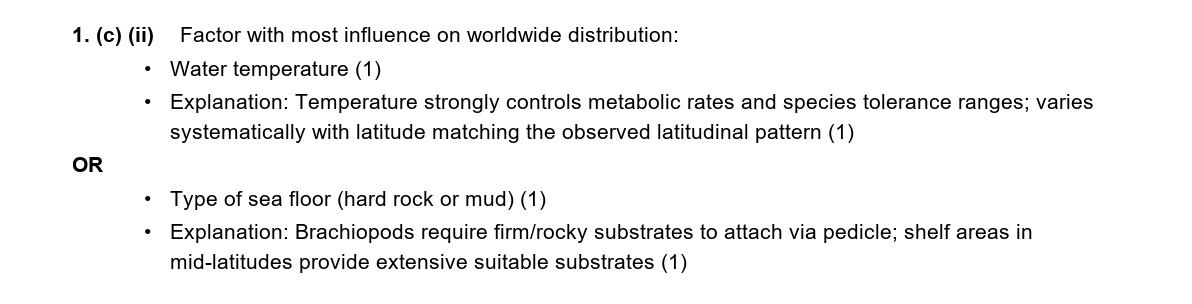 1. (c) (ii) Factor with most influence on worldwide distribution:
• Water temperature (1)
• Explanation: Temperature strongly controls metabolic rates and species tolerance ranges; varies
systematically with latitude matching the observed latitudinal pattern (1)
OR
• Type of sea floor (hard rock or mud) (1)
• Explanation: Brachiopods require firm/rocky substrates to attach via pedicle; shelf areas in
mid-latitudes provide extensive suitable substrates (1)